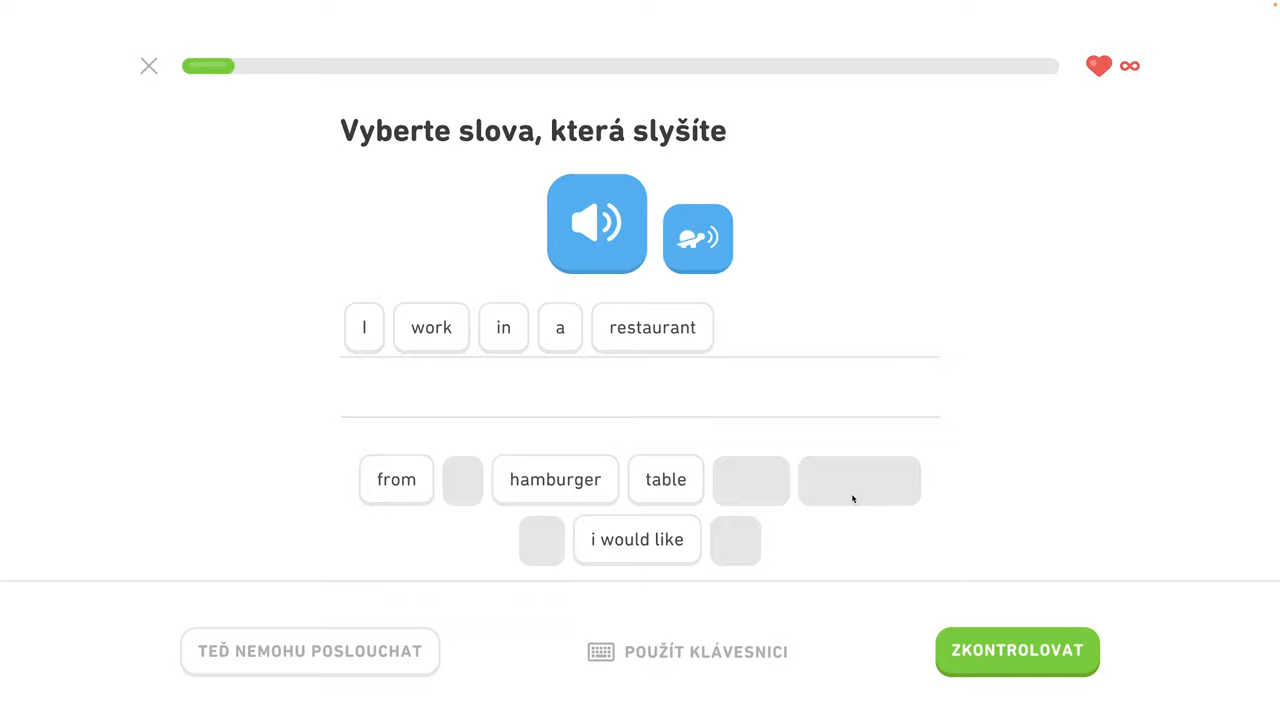 Vyberte slova, která slyšíte
I work in a restaurant
from hamburger table
i would like
TEĎ NEMOHU POSLOUCHAT POUŽÍT KLÁVESNICI ZKONTROLOVAT